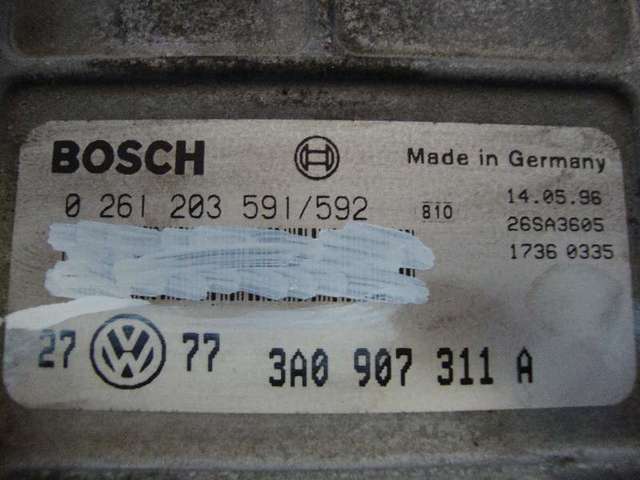 BOSCH Made in Germany
0 261 203 591/592 810 14.05.96
26SA3605
1736 0335
27 VW 77 3A0 907 311 A